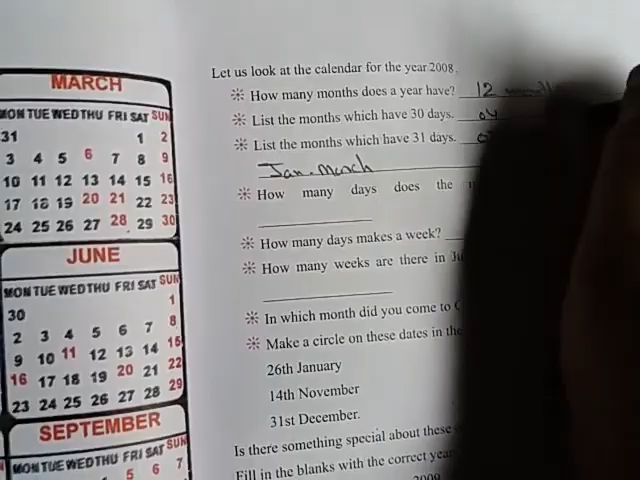 MARCH
MON TUE WED THU FRI SAT SUN
31 1 2
3 4 5 6 7 8 9
10 11 12 13 14 15 16
17 18 19 20 21 22 23
24 25 26 27 28 29 30
JUNE
MON TUE WED THU FRI SAT SUN
1
30
2 3 4 5 6 7 8
9 10 11 12 13 14 15
16 17 18 19 20 21 22
23 24 25 26 27 28 29
SEPTEMBER
MON TUE WED THU FRI SAT SUN
5 6 7
Let us look at the calendar for the year 2008.
How many months does a year have? 12
List the months which have 30 days. 04
List the months which have 31 days.
Jan. March
How many days does the
How many days makes a week?
How many weeks are there in
In which month did you come to
Make a circle on these dates in the
26th January
14th November
31st December.
Is there something special about these
Fill in the blanks with the correct year
2009